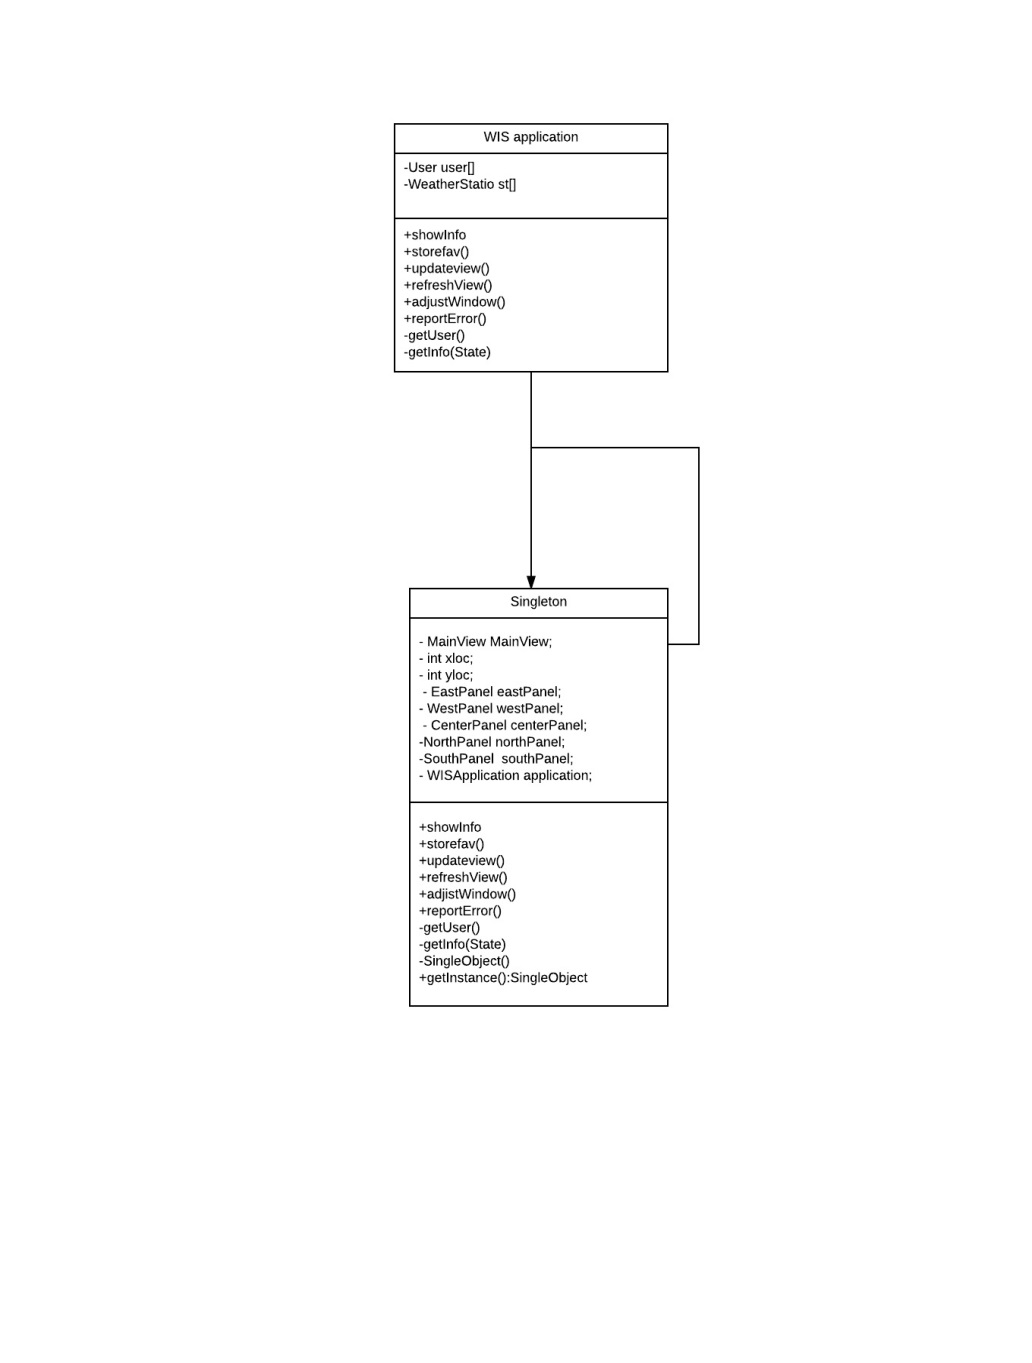 WIS application
-User user[]
-WeatherStatio st[]
+showInfo
+storefav()
+updateview()
+refreshView()
+adjustWindow()
+reportError()
-getUser()
-getInfo(State)
Singleton
- MainView MainView;
- int xloc;
- int yloc;
- EastPanel eastPanel;
- WestPanel westPanel;
- CenterPanel centerPanel;
-NorthPanel northPanel;
-SouthPanel  southPanel;
- WISApplication application;
+showInfo
+storefav()
+updateview()
+refreshView()
+adjistWindow()
+reportError()
-getUser()
-getInfo(State)
-SingleObject()
+getInstance():SingleObject